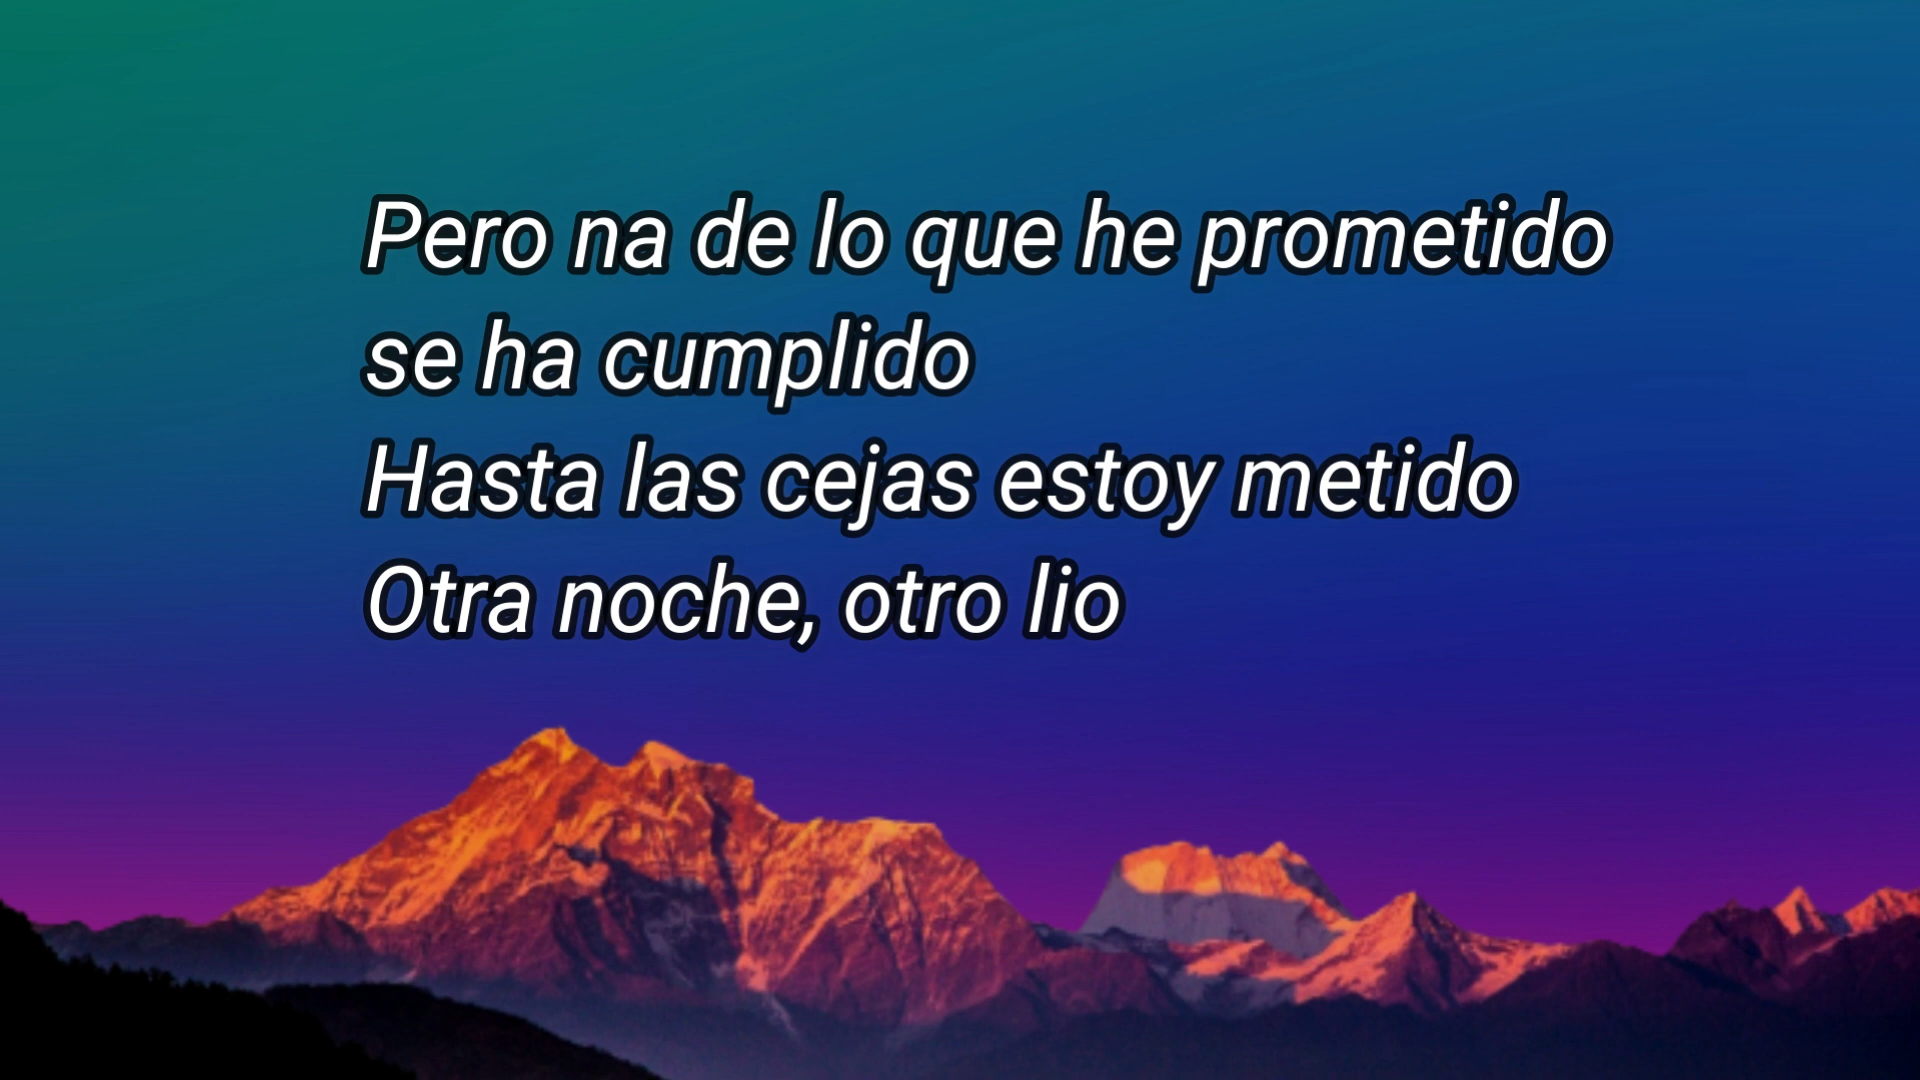 Pero na de lo que he prometido
se ha cumplido
Hasta las cejas estoy metido
Otra noche, otro lio